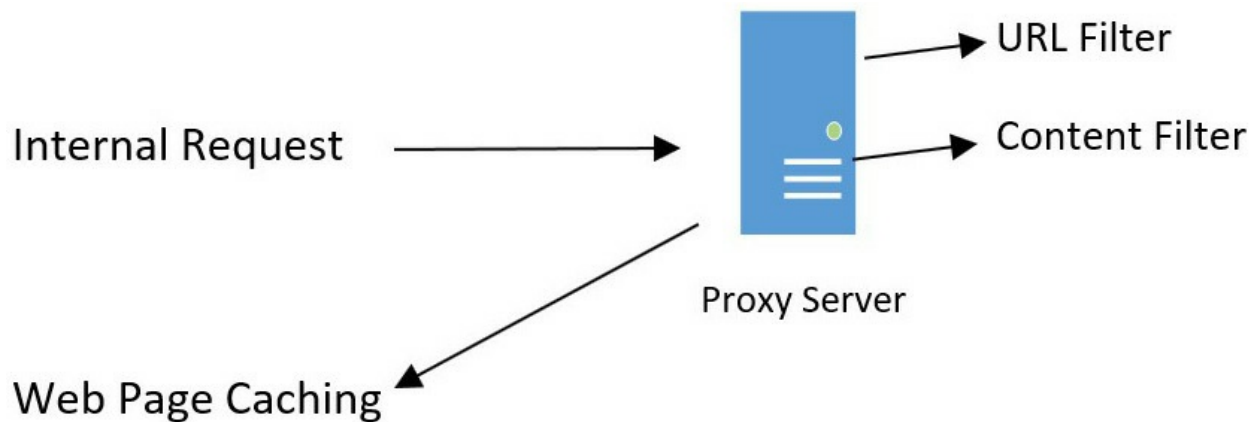 URL Filter
Internal Request
Content Filter
Proxy Server
Web Page Caching